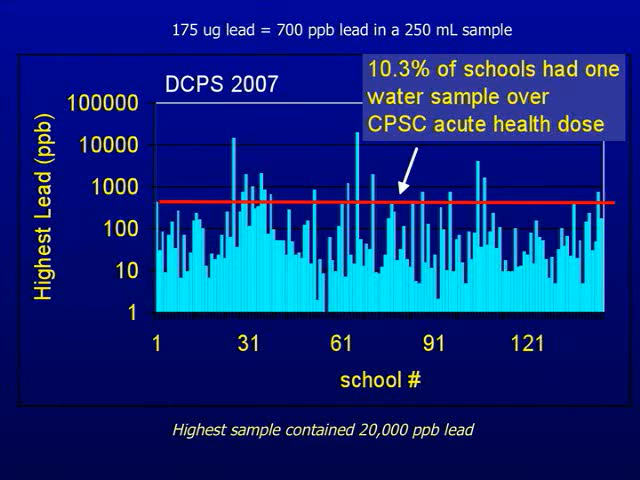 175 ug lead = 700 ppb lead in a 250 mL sample
10.3% of schools had one
water sample over
CPSC acute health dose
DCPS 2007
Highest Lead (ppb)
100000
10000
1000
100
10
1
1 31 61 91 121
school #
Highest sample contained 20,000 ppb lead